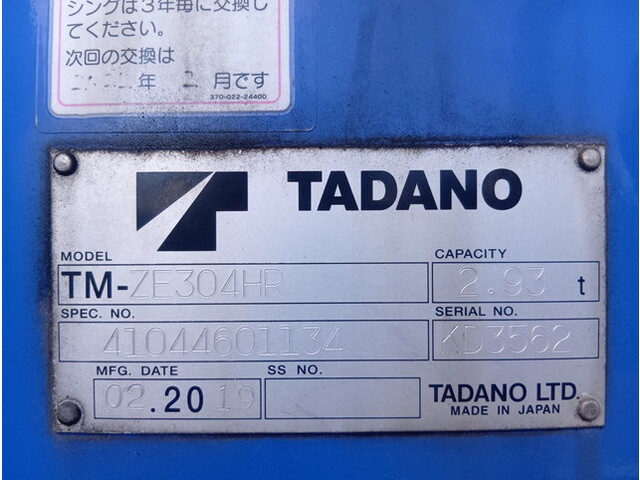 シングは3年毎に交換し
てください。
次回の交換は
年 月です
370-022-24400
TADANO
MODEL CAPACITY
TM-ZE304HR 2.93 t
SPEC. NO. SERIAL NO.
41044601134 KD3562
MFG. DATE SS NO.
02.2019 TADANO LTD.
MADE IN JAPAN